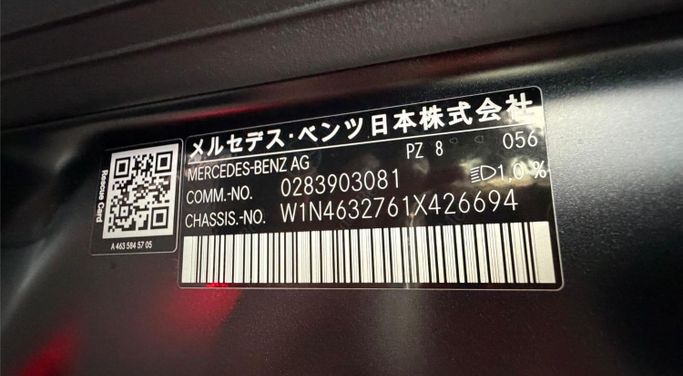 Rescue Card
A 463 584 57 05
メルセデス・ベンツ日本株式会社
MERCEDES-BENZ AG
PZ 8
056
COMM.-NO. 0283903081
1,0 %
CHASSIS.-NO. W1N4632761X426694